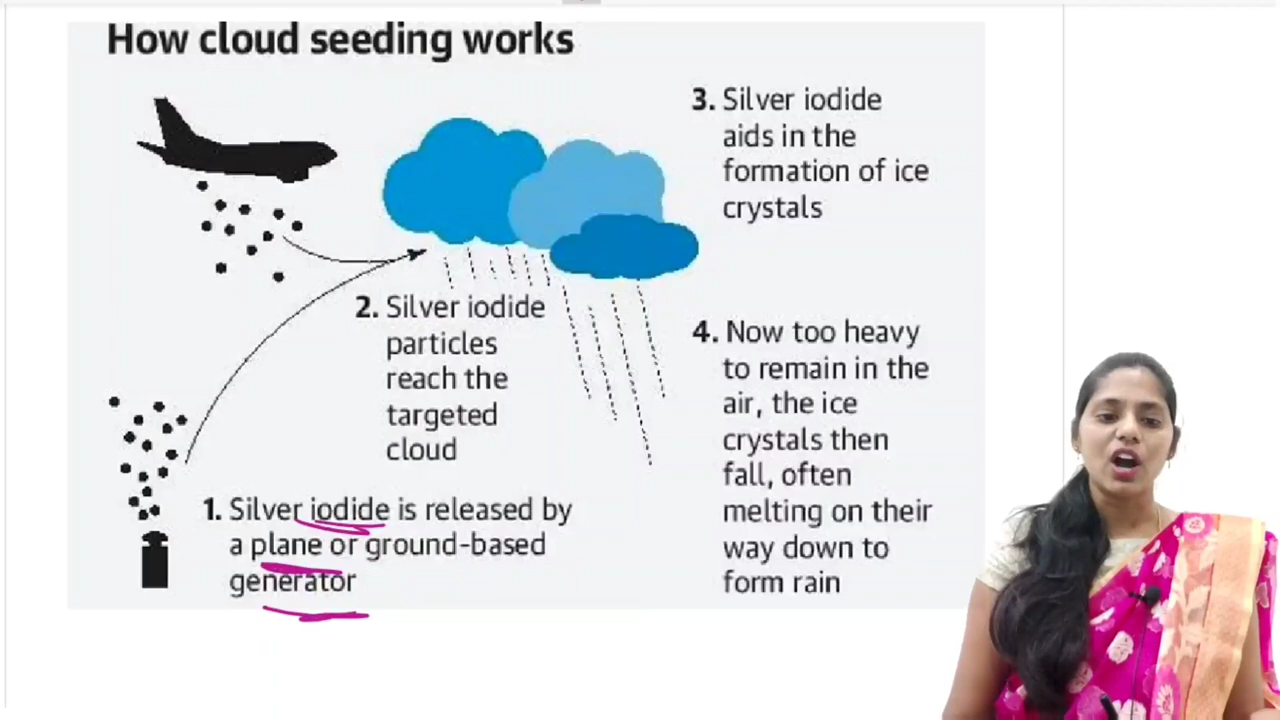 How cloud seeding works
1. Silver iodide is released by
a plane or ground-based
generator
2. Silver iodide
particles
reach the
targeted
cloud
3. Silver iodide
aids in the
formation of ice
crystals
4. Now too heavy
to remain in the
air, the ice
crystals then
fall, often
melting on their
way down to
form rain